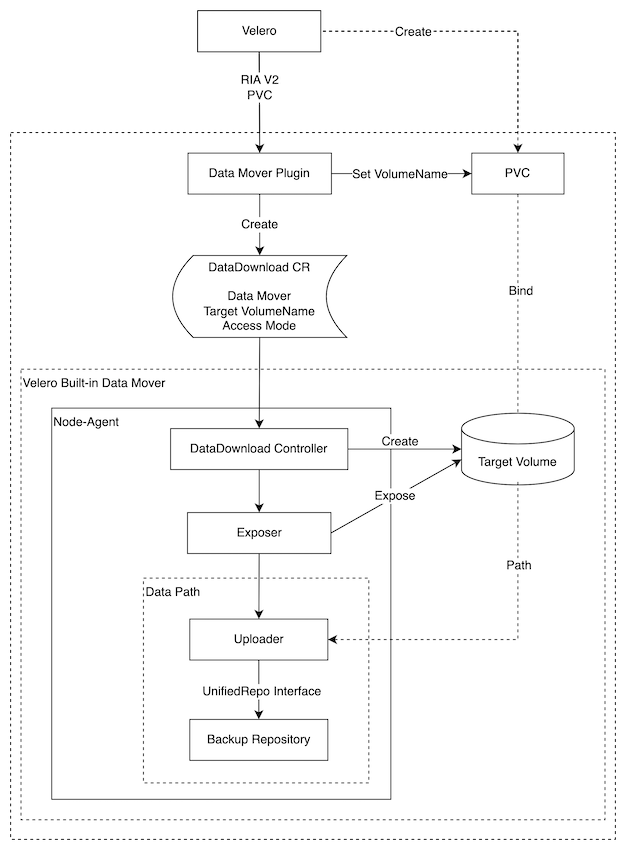 Velero
Create
RIA V2
PVC
Data Mover Plugin
Set VolumeName
PVC
Create
DataDownload CR
Data Mover
Target VolumeName
Access Mode
Bind
Velero Built-in Data Mover
Node-Agent
DataDownload Controller
Create
Target Volume
Expose
Exposer
Path
Data Path
Uploader
UnifiedRepo Interface
Backup Repository